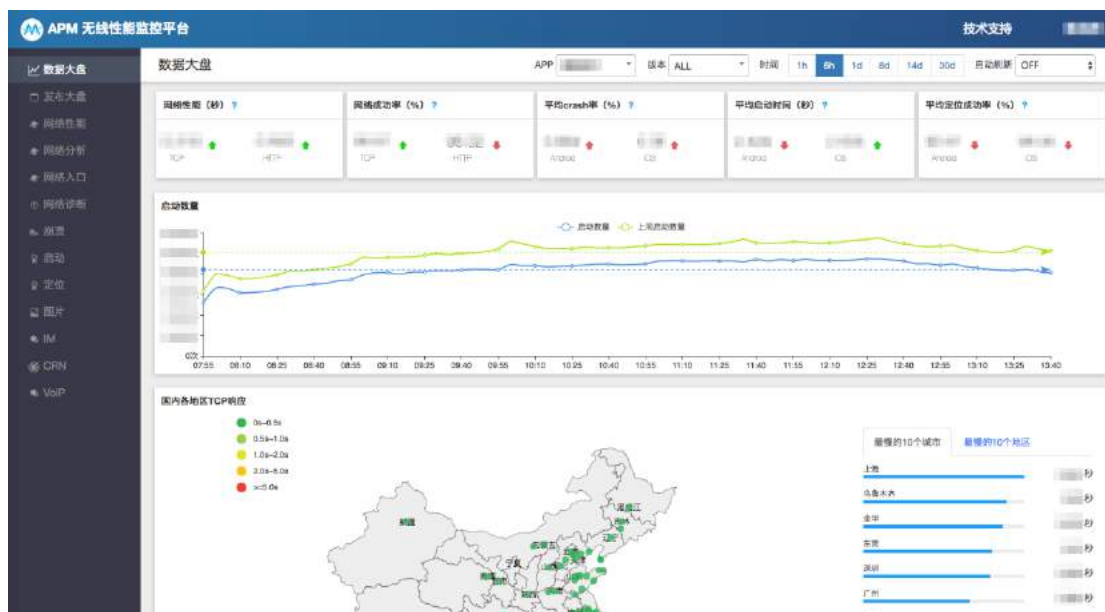 APM 无线性能监控平台
技术支持
数据大盘
发布大盘
网络性能
网络分析
网络入口
网络诊断
崩溃
启动
定位
图片
IM
CRN
VoIP
数据大盘
APP
版本 ALL
时间 1h 6h 1d 8d 14d 30d
自动刷新 OFF
网络性能（秒） ?
TCP HTTP
网络成功率（%） ?
TCP HTTP
平均crash率（%） ?
Android iOS
平均启动时间（秒） ?
Android iOS
平均定位成功率（%） ?
Android iOS
启动数量
启动数量 上周启动数量
0次
07:55 08:10 08:25 08:40 08:55 09:10 09:25 09:40 09:55 10:10 10:25 10:40 10:55 11:10 11:25 11:40 11:55 12:10 12:25 12:40 12:55 13:10 13:25 13:40
国内各地区TCP响应
0s~0.5s
0.5s~1.0s
1.0s~2.0s
2.0s~5.0s
>=5.0s
新疆
黑龙江
吉林
辽宁
内蒙古
宁夏
最慢的10个城市 最慢的10个地区
上海 秒
乌鲁木齐 秒
金华 秒
东莞 秒
深圳 秒
广州 秒